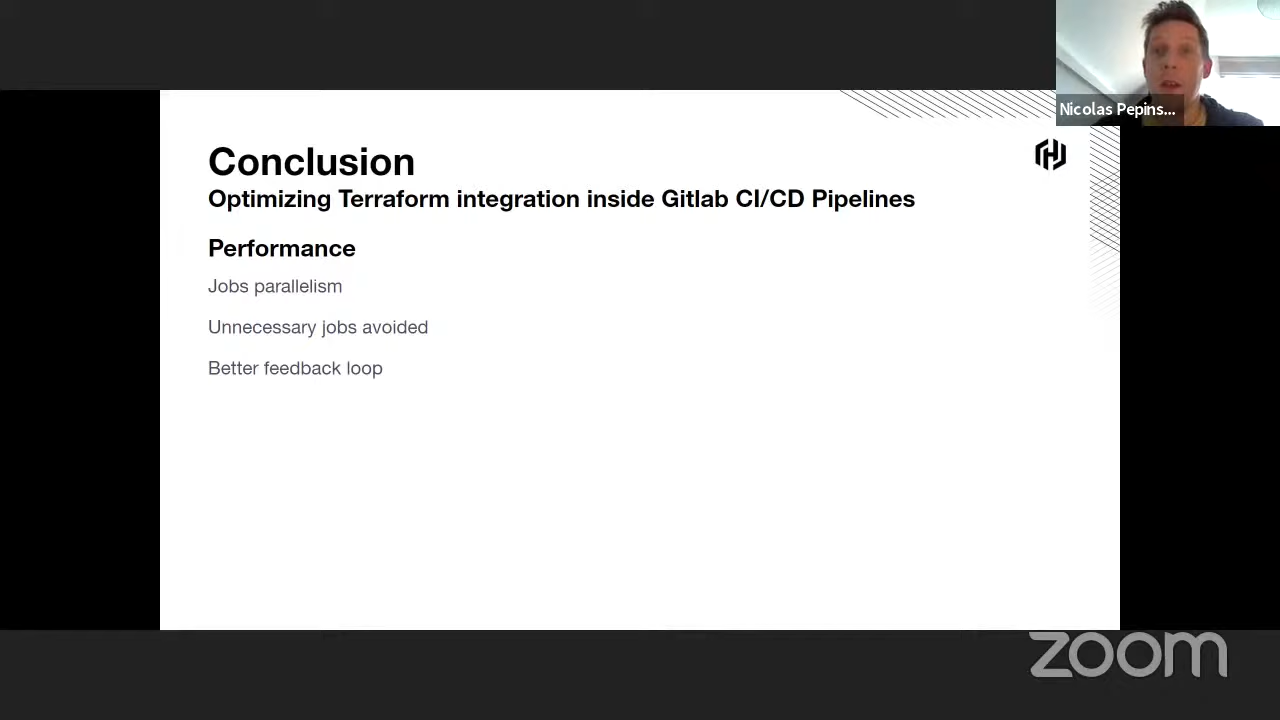 Nicolas Pepins...
Conclusion
Optimizing Terraform integration inside Gitlab CI/CD Pipelines
Performance
Jobs parallelism
Unnecessary jobs avoided
Better feedback loop
zoom